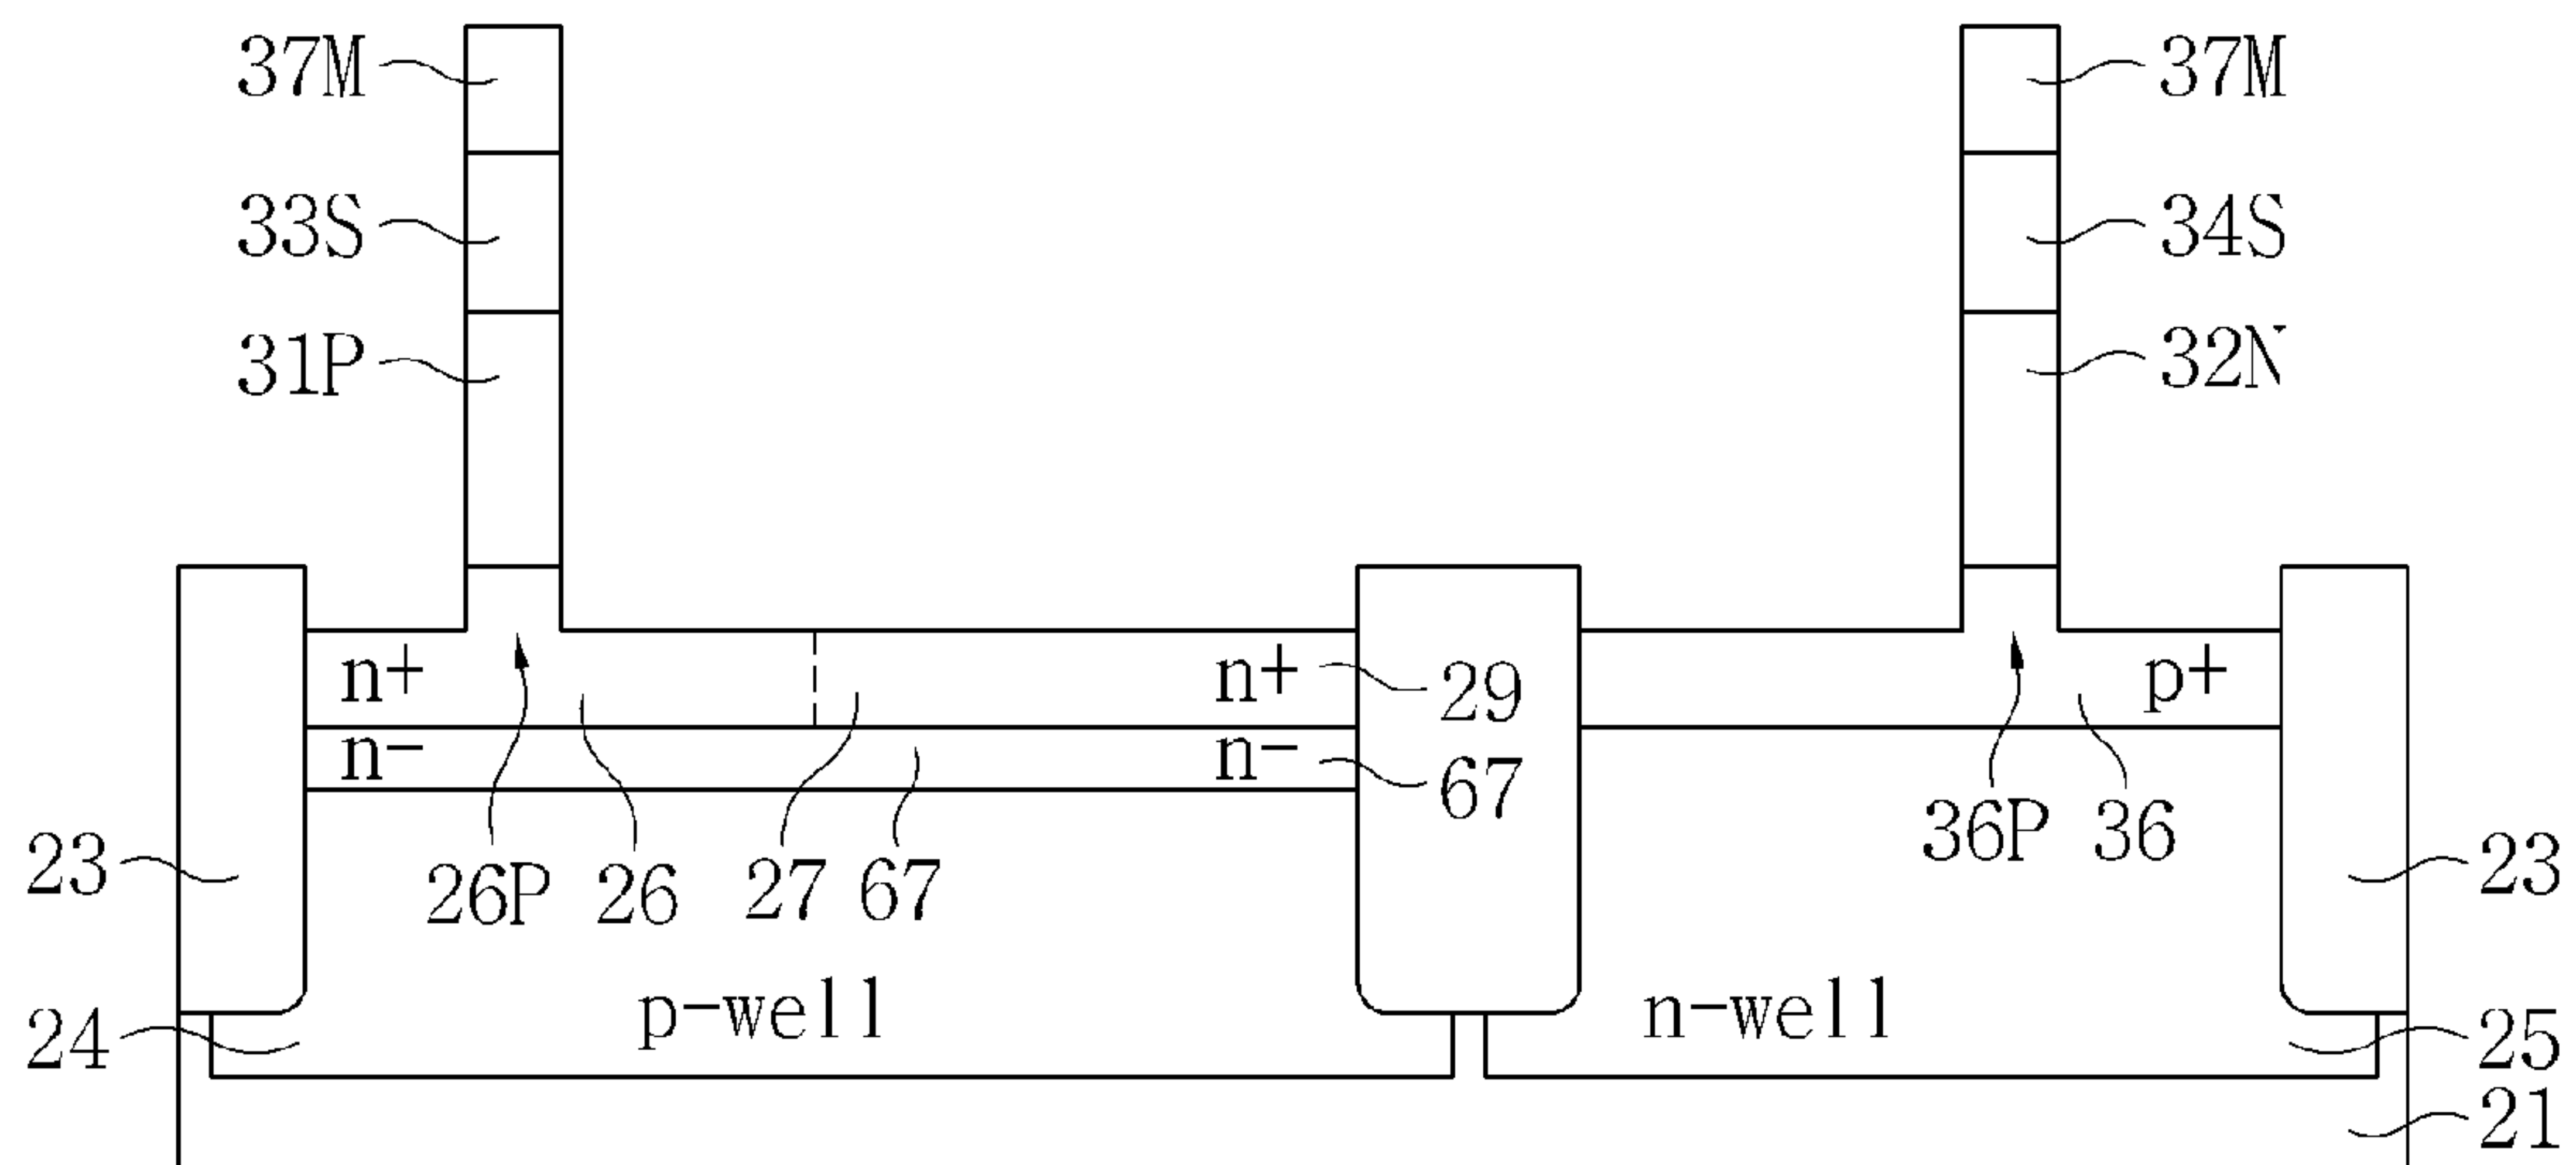 37M 37M
33S 34S
31P 32N
n+ n+ 29 p+
n- n- 67
23 26P 26 27 67 36P 36 23
24 p-well n-well 25
21